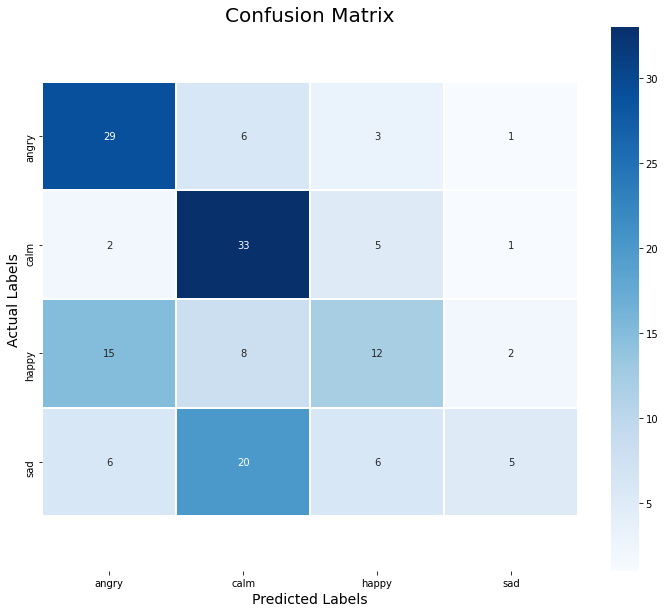 Confusion Matrix
Actual Labels
angry
29 6 3 1
calm
2 33 5 1
happy
15 8 12 2
sad
6 20 6 5
angry calm happy sad
Predicted Labels
30
25
20
15
10
5